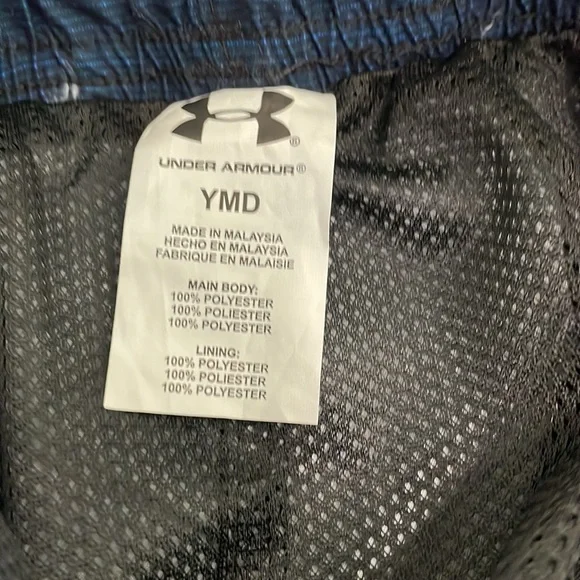 UNDER ARMOUR®
YMD
MADE IN MALAYSIA
HECHO EN MALAYSIA
FABRIQUE EN MALAISIE
MAIN BODY:
100% POLYESTER
100% POLIESTER
100% POLYESTER
LINING:
100% POLYESTER
100% POLIESTER
100% POLYESTER